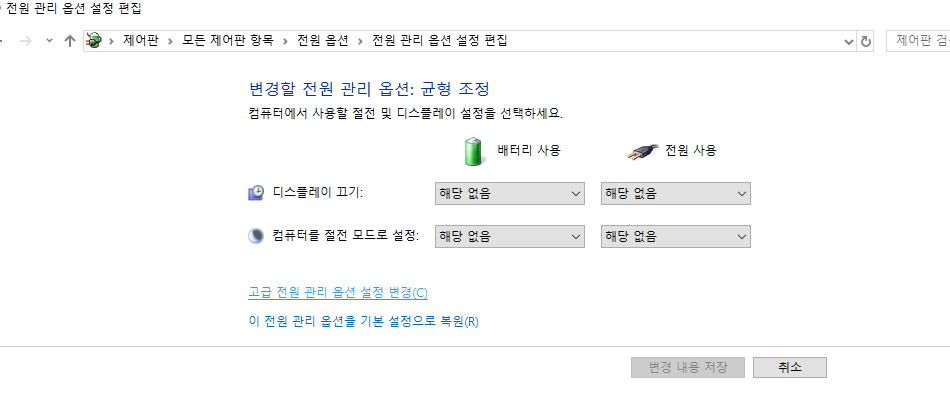 전원 관리 옵션 설정 편집
제어판 > 모든 제어판 항목 > 전원 옵션 > 전원 관리 옵션 설정 편집
제어판 검
변경할 전원 관리 옵션: 균형 조정
컴퓨터에서 사용할 절전 및 디스플레이 설정을 선택하세요.
배터리 사용 전원 사용
디스플레이 끄기: 해당 없음 해당 없음
컴퓨터를 절전 모드로 설정: 해당 없음 해당 없음
고급 전원 관리 옵션 설정 변경(C)
이 전원 관리 옵션을 기본 설정으로 복원(R)
변경 내용 저장 취소